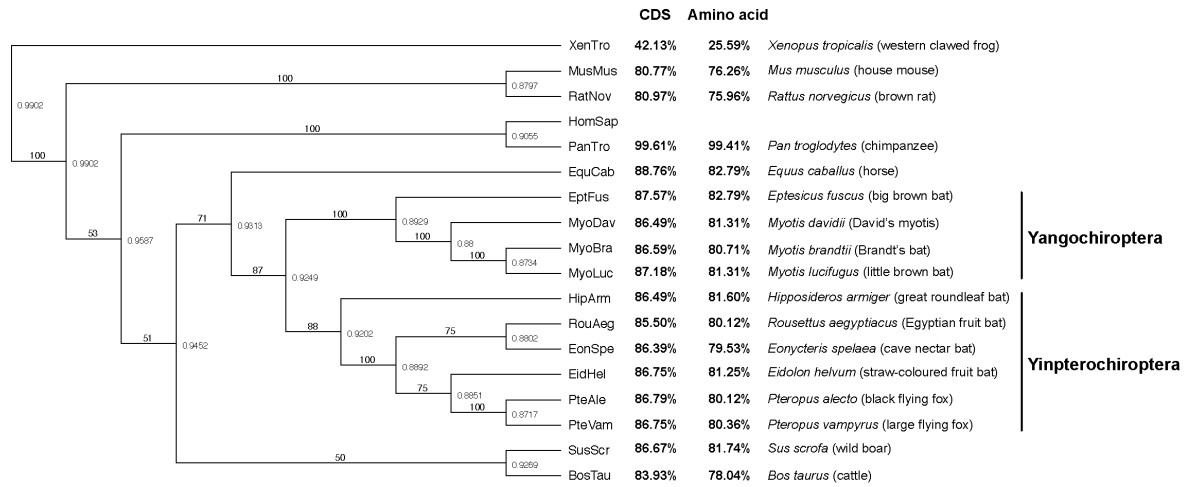 CDS Amino acid
XenTro 42.13% 25.59% Xenopus tropicalis (western clawed frog)
MusMus 80.77% 76.26% Mus musculus (house mouse)
100
0.8797
RatNov 80.97% 75.96% Rattus norvegicus (brown rat)
0.9902
HomSap
100
0.9055
PanTro 99.61% 99.41% Pan troglodytes (chimpanzee)
100
0.9902
EquCab 88.76% 82.79% Equus caballus (horse)
EptFus 87.57% 82.79% Eptesicus fuscus (big brown bat)
100
71
0.9313
0.8929
MyoDav 86.49% 81.31% Myotis davidii (David's myotis)
53
0.9587
100
0.88
Yangochiroptera
MyoBra 86.59% 80.71% Myotis brandtii (Brandt's bat)
100
0.8734
87
0.9249
MyoLuc 87.18% 81.31% Myotis lucifugus (little brown bat)
HipArm 86.49% 81.60% Hipposideros armiger (great roundleaf bat)
88
0.9202
RouAeg 85.50% 80.12% Rousettus aegyptiacus (Egyptian fruit bat)
75
0.8802
51
0.9452
EonSpe 86.39% 79.53% Eonycteris spelaea (cave nectar bat)
100
0.8892
Yinpterochiroptera
EidHel 86.75% 81.25% Eidolon helvum (straw-coloured fruit bat)
75
0.8851
PteAle 86.79% 80.12% Pteropus alecto (black flying fox)
100
0.8717
PteVam 86.75% 80.36% Pteropus vampyrus (large flying fox)
SusScr 86.67% 81.74% Sus scrofa (wild boar)
50
0.9269
BosTau 83.93% 78.04% Bos taurus (cattle)